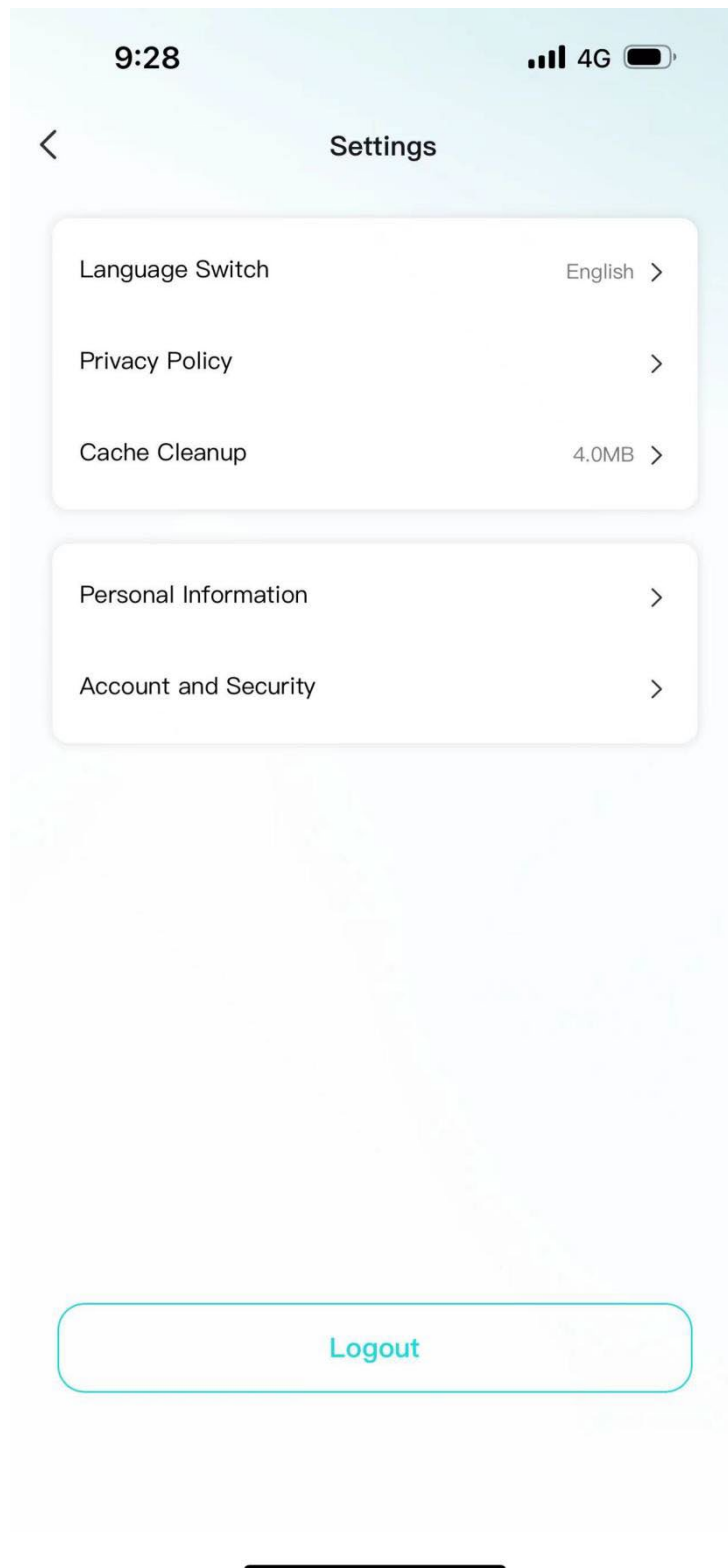 9:28 4G
Settings
Language Switch English
Privacy Policy
Cache Cleanup 4.0MB
Personal Information
Account and Security
Logout